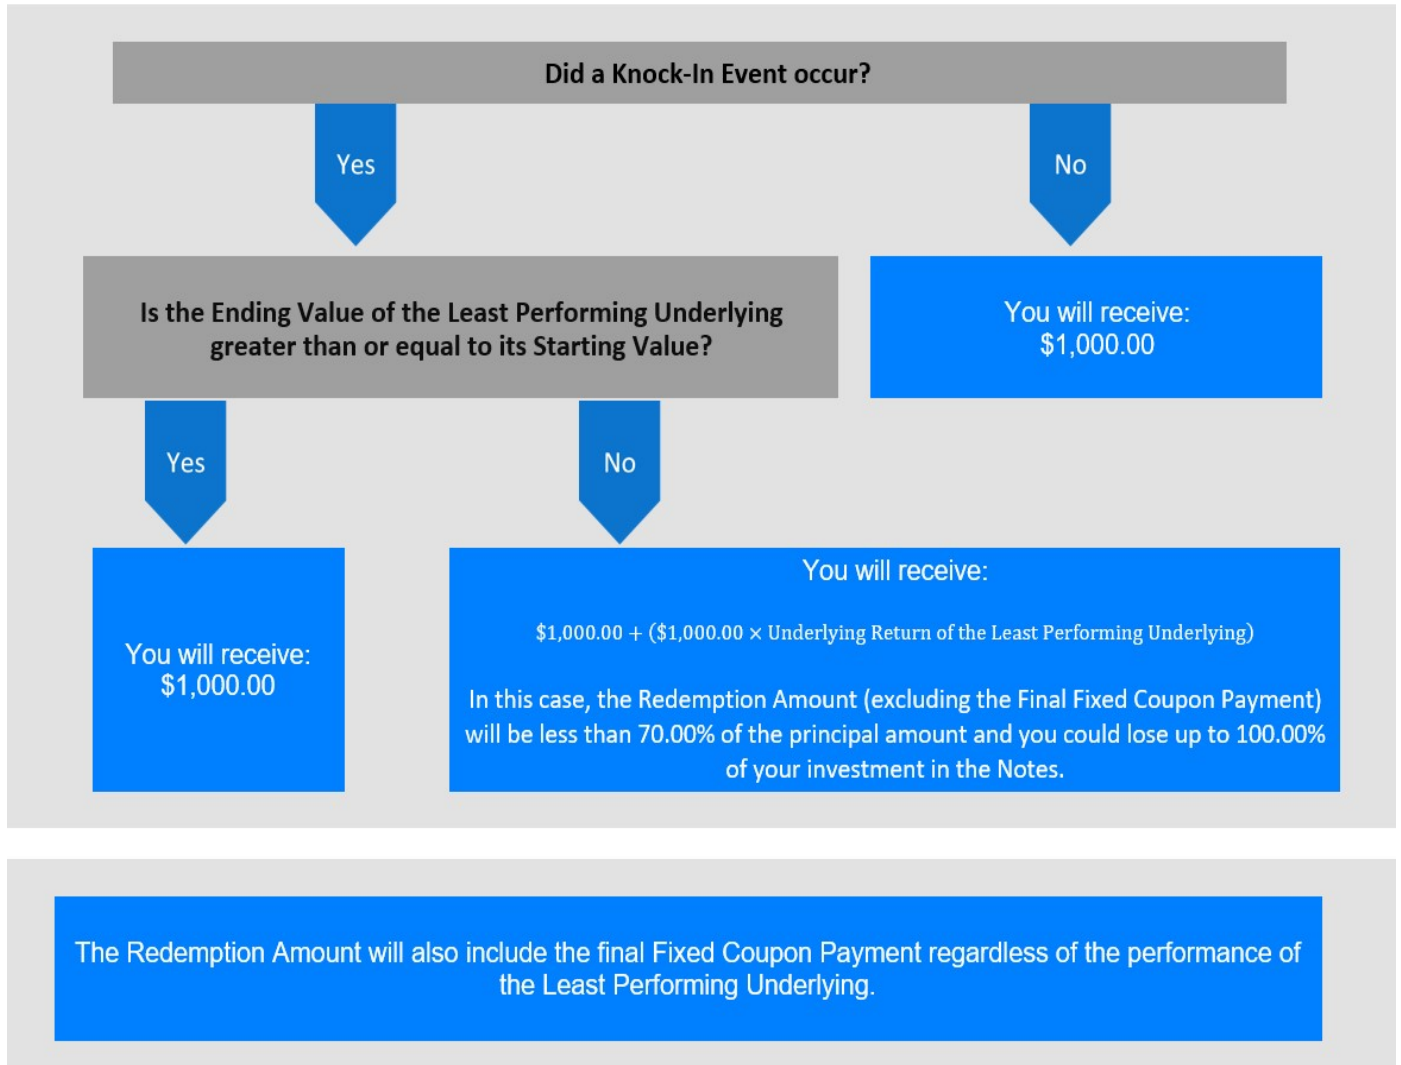 Did a Knock-In Event occur?
Yes
No
Is the Ending Value of the Least Performing Underlying
greater than or equal to its Starting Value?
You will receive:
$1,000.00
Yes
No
You will receive:
$1,000.00
You will receive:
$1,000.00 + ($1,000.00 × Underlying Return of the Least Performing Underlying)
In this case, the Redemption Amount (excluding the Final Fixed Coupon Payment)
will be less than 70.00% of the principal amount and you could lose up to 100.00%
of your investment in the Notes.
The Redemption Amount will also include the final Fixed Coupon Payment regardless of the performance of
the Least Performing Underlying.